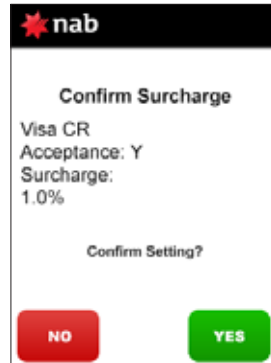 nab
Confirm Surcharge
Visa CR
Acceptance: Y
Surcharge:
1.0%
Confirm Setting?
NO
YES